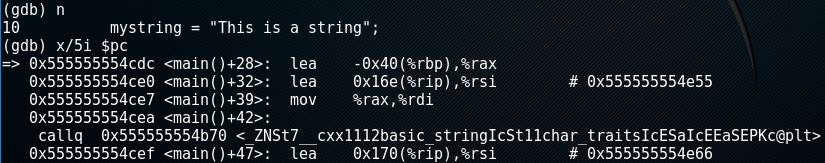 (gdb) n
10          mystring = "This is a string";
(gdb) x/5i $pc
=> 0x555555554cdc <main()+28>:  lea    -0x40(%rbp),%rax
   0x555555554ce0 <main()+32>:  lea    0x16e(%rip),%rsi        # 0x555555554e55
   0x555555554ce7 <main()+39>:  mov    %rax,%rdi
   0x555555554cea <main()+42>:
    callq  0x555555554b70 <_ZNSt7__cxx1112basic_stringIcSt11char_traitsIcESaIcEEaSEPKc@plt>
   0x555555554cef <main()+47>:  lea    0x170(%rip),%rsi        # 0x555555554e66